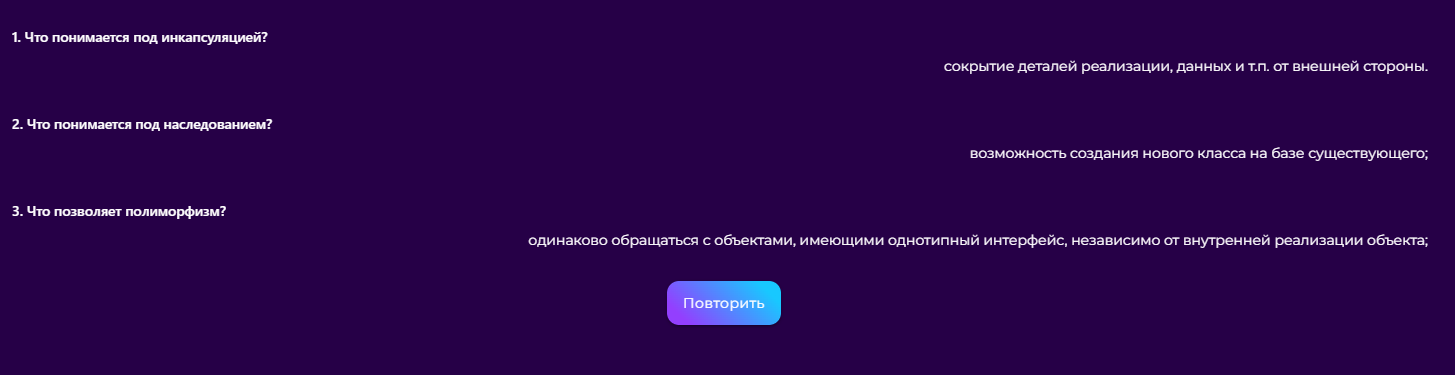 1. Что понимается под инкапсуляцией?
сокрытие деталей реализации, данных и т.п. от внешней стороны.
2. Что понимается под наследованием?
возможность создания нового класса на базе существующего;
3. Что позволяет полиморфизм?
одинаково обращаться с объектами, имеющими однотипный интерфейс, независимо от внутренней реализации объекта;
Повторить